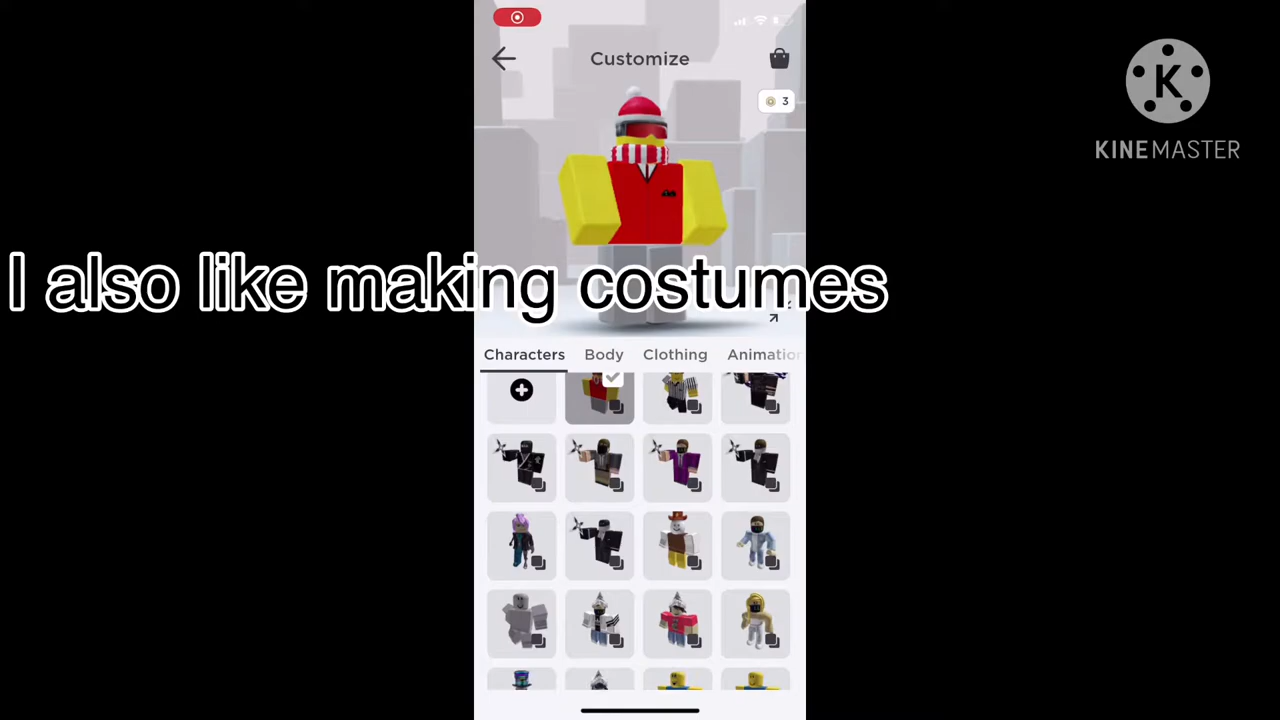 Customize
3
K
KINEMASTER
I also like making costumes
Characters Body Clothing Animation